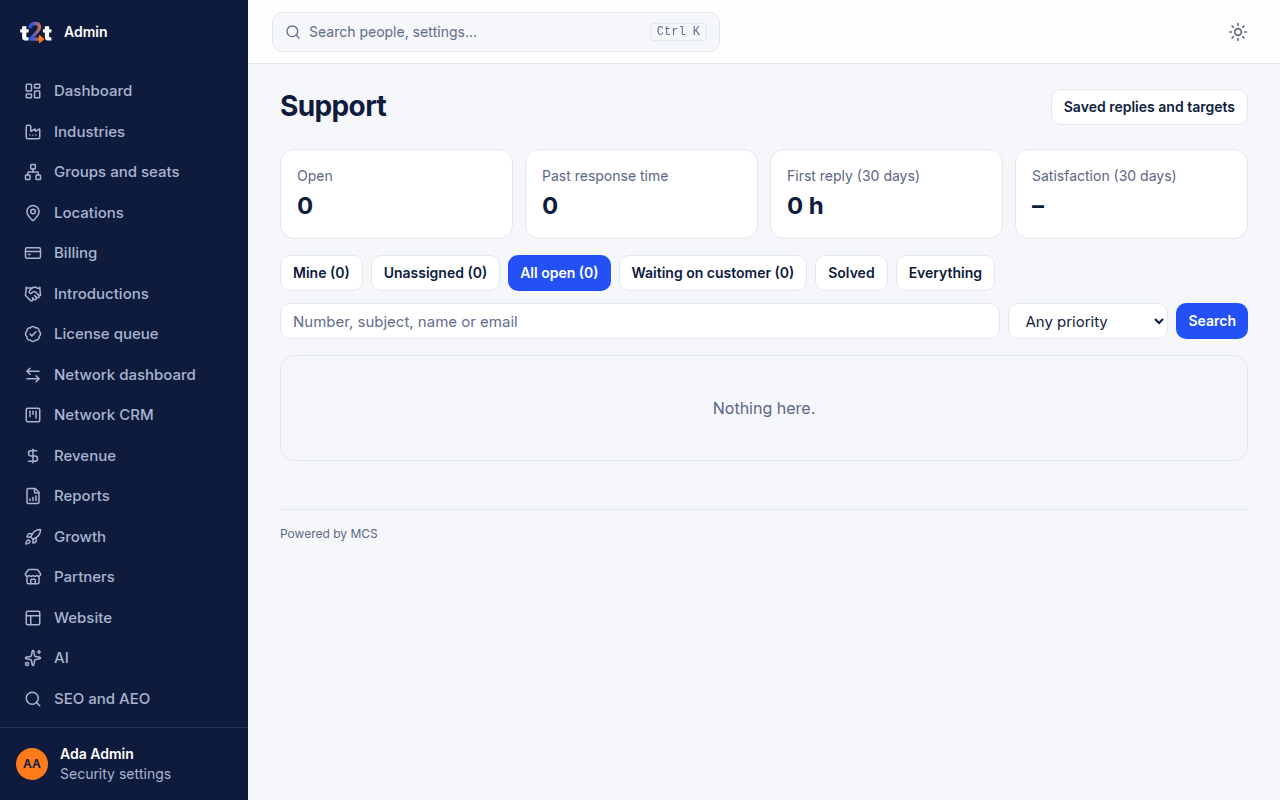 t2t Admin
Search people, settings... Ctrl K
Dashboard
Industries
Groups and seats
Locations
Billing
Introductions
License queue
Network dashboard
Network CRM
Revenue
Reports
Growth
Partners
Website
AI
SEO and AEO
AA Ada Admin
Security settings
Support
Saved replies and targets
Open
0
Past response time
0
First reply (30 days)
0 h
Satisfaction (30 days)
–
Mine (0) Unassigned (0) All open (0) Waiting on customer (0) Solved Everything
Number, subject, name or email Any priority Search
Nothing here.
Powered by MCS